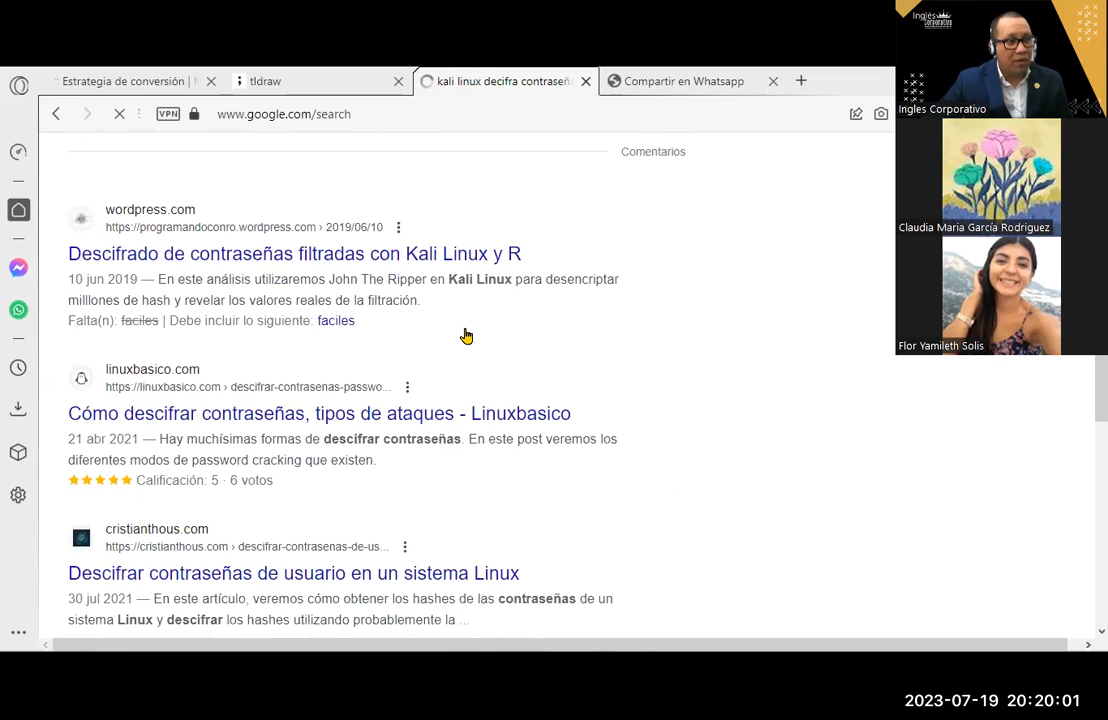 Estrategia de conversión |
tldraw
kali linux decifra contraseñ
Compartir en Whatsapp
VPN
www.google.com/search
Comentarios
wordpress.com
https://programandoconro.wordpress.com › 2019/06/10
Descifrado de contraseñas filtradas con Kali Linux y R
10 jun 2019 — En este análisis utilizaremos John The Ripper en Kali Linux para desencriptar
milllones de hash y revelar los valores reales de la filtración.
Falta(n): faciles | Debe incluir lo siguiente: faciles
linuxbasico.com
https://linuxbasico.com › descifrar-contrasenas-passwo...
Cómo descifrar contraseñas, tipos de ataques - Linuxbasico
21 abr 2021 — Hay muchísimas formas de descifrar contraseñas. En este post veremos los
diferentes modos de password cracking que existen.
Calificación: 5 · 6 votos
cristianthous.com
https://cristianthous.com › descifrar-contrasenas-de-us...
Descifrar contraseñas de usuario en un sistema Linux
30 jul 2021 — En este artículo, veremos cómo obtener los hashes de las contraseñas de un
sistema Linux y descifrar los hashes utilizando probablemente la ...
Inglés
Corporativo
Ingles Corporativo
Claudia Maria García Rodriguez
Flor Yamileth Solis
2023-07-19 20:20:01